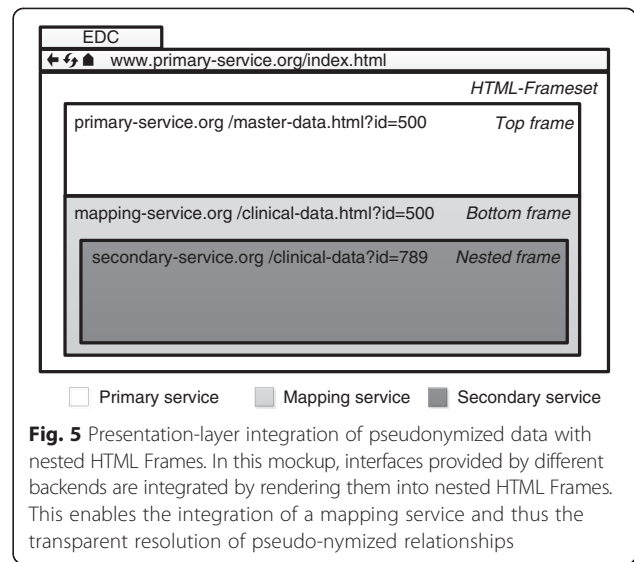 EDC
www.primary-service.org/index.html
HTML-Frameset
primary-service.org /master-data.html?id=500 Top frame
mapping-service.org /clinical-data.html?id=500 Bottom frame
secondary-service.org /clinical-data?id=789 Nested frame
Primary service Mapping service Secondary service
Fig. 5 Presentation-layer integration of pseudonymized data with
nested HTML Frames. In this mockup, interfaces provided by different
backends are integrated by rendering them into nested HTML Frames.
This enables the integration of a mapping service and thus the
transparent resolution of pseudo-nymized relationships